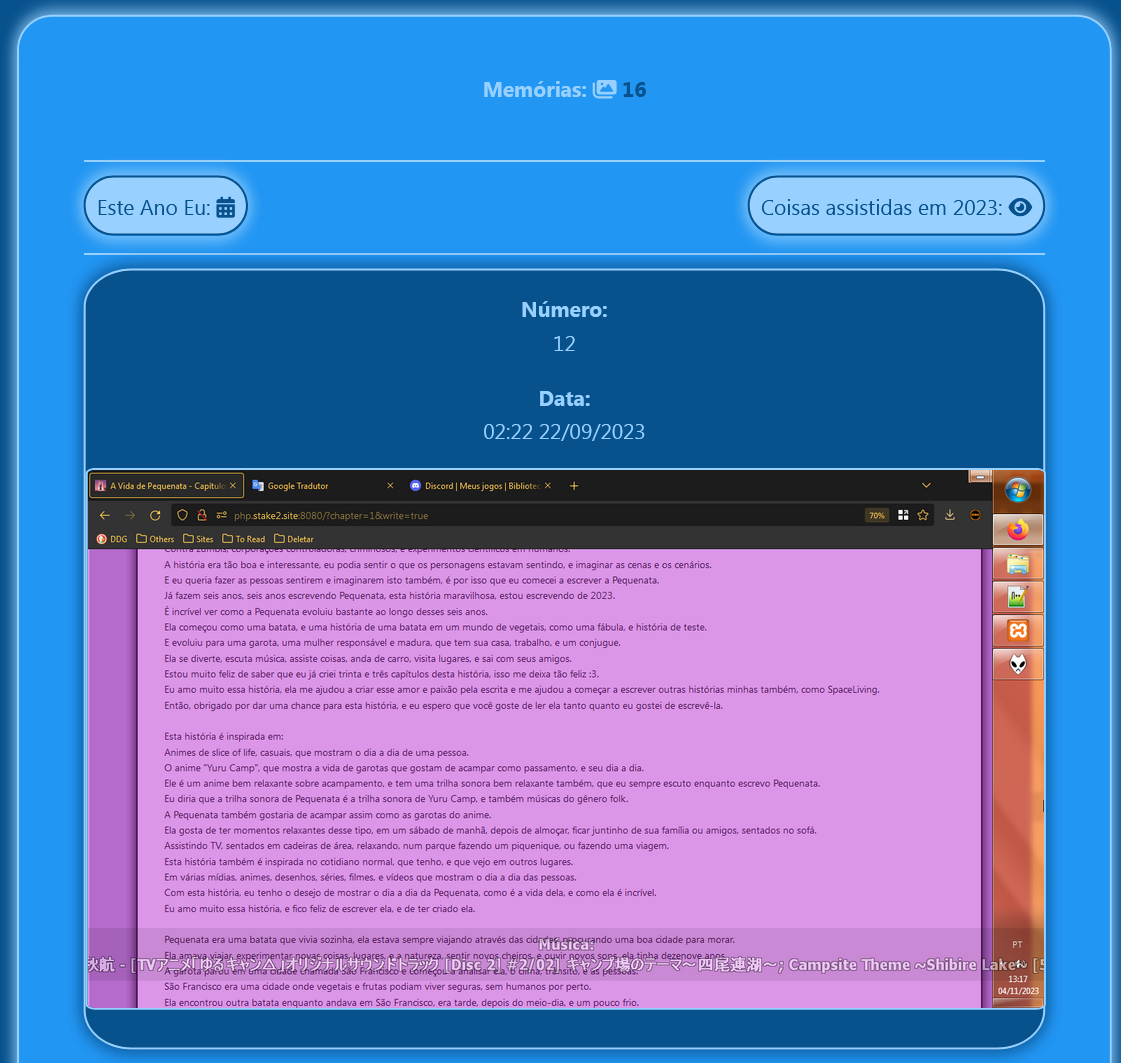 Memórias: 16
Este Ano Eu:
Coisas assistidas em 2023:
Número:
12
Data:
02:22 22/09/2023
A Vida de Pequenata - Capítulo
Google Tradutor
Discord | Meus jogos | Bibliotec
php.stake2.site:8080/?chapter=1&write=true
70%
DDG
Others
Sites
To Read
Deletar
Contra zumbis, corporações controladoras, criminosos, e experimentos científicos em humanos.
A história era tão boa e interessante, eu podia sentir o que os personagens estavam sentindo, e imaginar as cenas e os cenários.
E eu queria fazer as pessoas sentirem e imaginarem isto também, é por isso que eu comecei a escrever a Pequenata.
Já fazem seis anos, seis anos escrevendo Pequenata, esta história maravilhosa, estou escrevendo de 2023.
É incrível ver como a Pequenata evoluiu bastante ao longo desses seis anos.
Ela começou como uma batata, e uma história de uma batata em um mundo de vegetais, como uma fábula, e história de teste.
E evoluiu para uma garota, uma mulher responsável e madura, que tem sua casa, trabalho, e um conjugue.
Ela se diverte, escuta música, assiste coisas, anda de carro, visita lugares, e sai com seus amigos.
Estou muito feliz de saber que eu já criei trinta e três capítulos desta história, isso me deixa tão feliz :3.
Eu amo muito essa história, ela me ajudou a criar esse amor e paixão pela escrita e me ajudou a começar a escrever outras histórias minhas também, como SpaceLiving.
Então, obrigado por dar uma chance para esta história, e eu espero que você goste de ler ela tanto quanto eu gostei de escrevê-la.
Esta história é inspirada em:
Animes de slice of life, casuais, que mostram o dia a dia de uma pessoa.
O anime "Yuru Camp", que mostra a vida de garotas que gostam de acampar como passamento, e seu dia a dia.
Ele é um anime bem relaxante sobre acampamento, e tem uma trilha sonora bem relaxante também, que eu sempre escuto enquanto escrevo Pequenata.
Eu diria que a trilha sonora de Pequenata é a trilha sonora de Yuru Camp, e também músicas do gênero folk.
A Pequenata também gostaria de acampar assim como as garotas do anime.
Ela gosta de ter momentos relaxantes desse tipo, em um sábado de manhã, depois de almoçar, ficar juntinho de sua família ou amigos, sentados no sofá.
Assistindo TV, sentados em cadeiras de área, relaxando, num parque fazendo um piquenique, ou fazendo uma viagem.
Esta história também é inspirada no cotidiano normal, que tenho, e que vejo em outros lugares.
Em várias mídias, animes, desenhos, séries, filmes, e vídeos que mostram o dia a dia das pessoas.
Com esta história, eu tenho o desejo de mostrar o dia a dia da Pequenata, como é a vida dela, e como ela é incrível.
Eu amo muito essa história, e fico feliz de escrever ela, e de ter criado ela.
Pequenata era uma batata que vivia sozinha, ela estava sempre viajando através das cidades, procurando uma boa cidade para morar.
Música:
Ela amava viajar, experimentar novas coisas, lugares, e a natureza, sentir novos cheiros, e ouvir novos sons, ela tinha dezenove anos.
秋航 - [TVアニメ「ゆるキャン△」オリジナルサウンドトラック [Disc 2] #2/02] キャンプ場のテーマ～四尾連湖～; Campsite Theme ~Shibire Lake~ [
A garota parou em uma cidade chamada São Francisco e começou a analisar ela, o clima, trânsito, e as pessoas.
São Francisco era uma cidade onde vegetais e frutas podiam viver seguras, sem humanos por perto.
Ela encontrou outra batata enquanto andava em São Francisco, era tarde, depois do meio-dia, e um pouco frio.
PT
13:17
04/11/2023